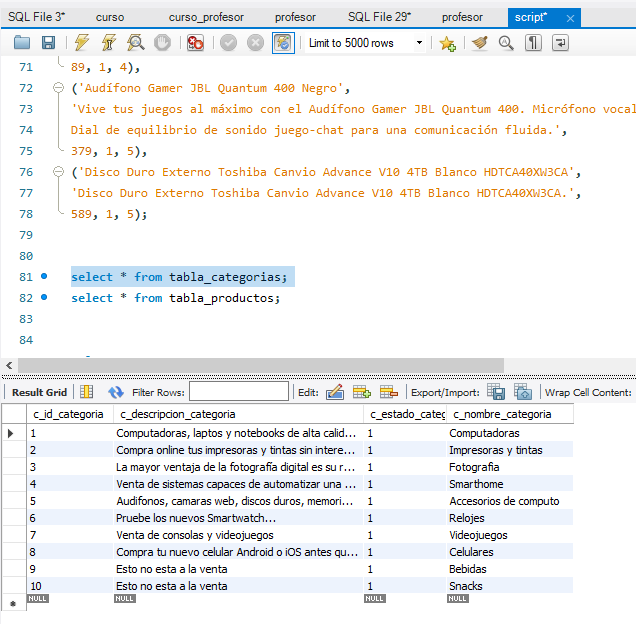 SQL File 3* curso curso_profesor profesor SQL File 29* profesor script*
Limit to 5000 rows
71 89, 1, 4),
72 ('Audífono Gamer JBL Quantum 400 Negro',
73 'Vive tus juegos al máximo con el Audífono Gamer JBL Quantum 400. Micrófono vocal
74 Dial de equilibrio de sonido juego-chat para una comunicación fluida.',
75 379, 1, 5),
76 ('Disco Duro Externo Toshiba Canvio Advance V10 4TB Blanco HDTCA40XW3CA',
77 'Disco Duro Externo Toshiba Canvio Advance V10 4TB Blanco HDTCA40XW3CA.',
78 589, 1, 5);
79
80
81 select * from tabla_categorias;
82 select * from tabla_productos;
83
84
Result Grid Filter Rows: Edit: Export/Import: Wrap Cell Content:
c_id_categoria c_descripcion_categoria c_estado_categ c_nombre_categoria
1 Computadoras, laptos y notebooks de alta calid... 1 Computadoras
2 Compra online tus impresoras y tintas sin intere... 1 Impresoras y tintas
3 La mayor ventaja de la fotografía digital es su r... 1 Fotografia
4 Venta de sistemas capaces de automatizar una ... 1 Smarthome
5 Audifonos, camaras web, discos duros, memori... 1 Accesorios de computo
6 Pruebe los nuevos Smartwatch... 1 Relojes
7 Venta de consolas y videojuegos 1 Videojuegos
8 Compra tu nuevo celular Android o iOS antes qu... 1 Celulares
9 Esto no esta a la venta 1 Bebidas
10 Esto no esta a la venta 1 Snacks
NULL NULL NULL NULL